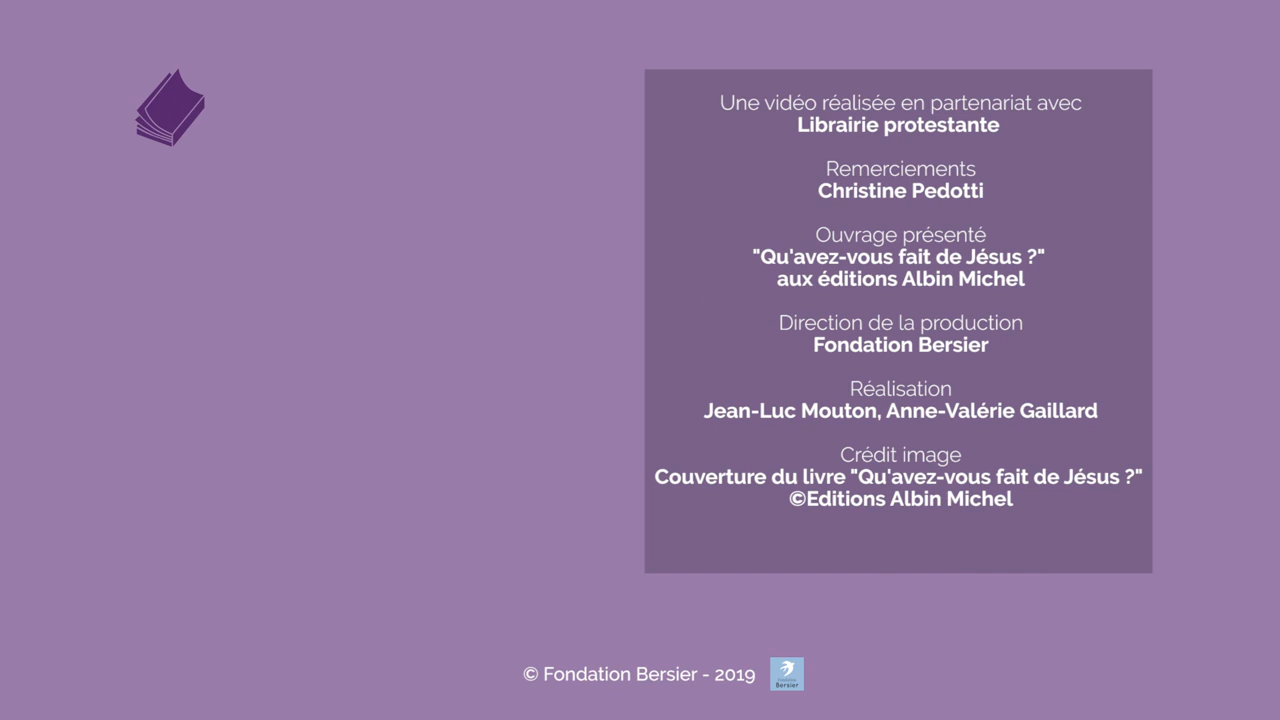 Une vidéo réalisée en partenariat avec
Librairie protestante
Remerciements
Christine Pedotti
Ouvrage présenté
"Qu'avez-vous fait de Jésus ?"
aux éditions Albin Michel
Direction de la production
Fondation Bersier
Réalisation
Jean-Luc Mouton, Anne-Valérie Gaillard
Crédit image
Couverture du livre "Qu'avez-vous fait de Jésus ?"
©Editions Albin Michel
© Fondation Bersier - 2019
Fondation
Bersier